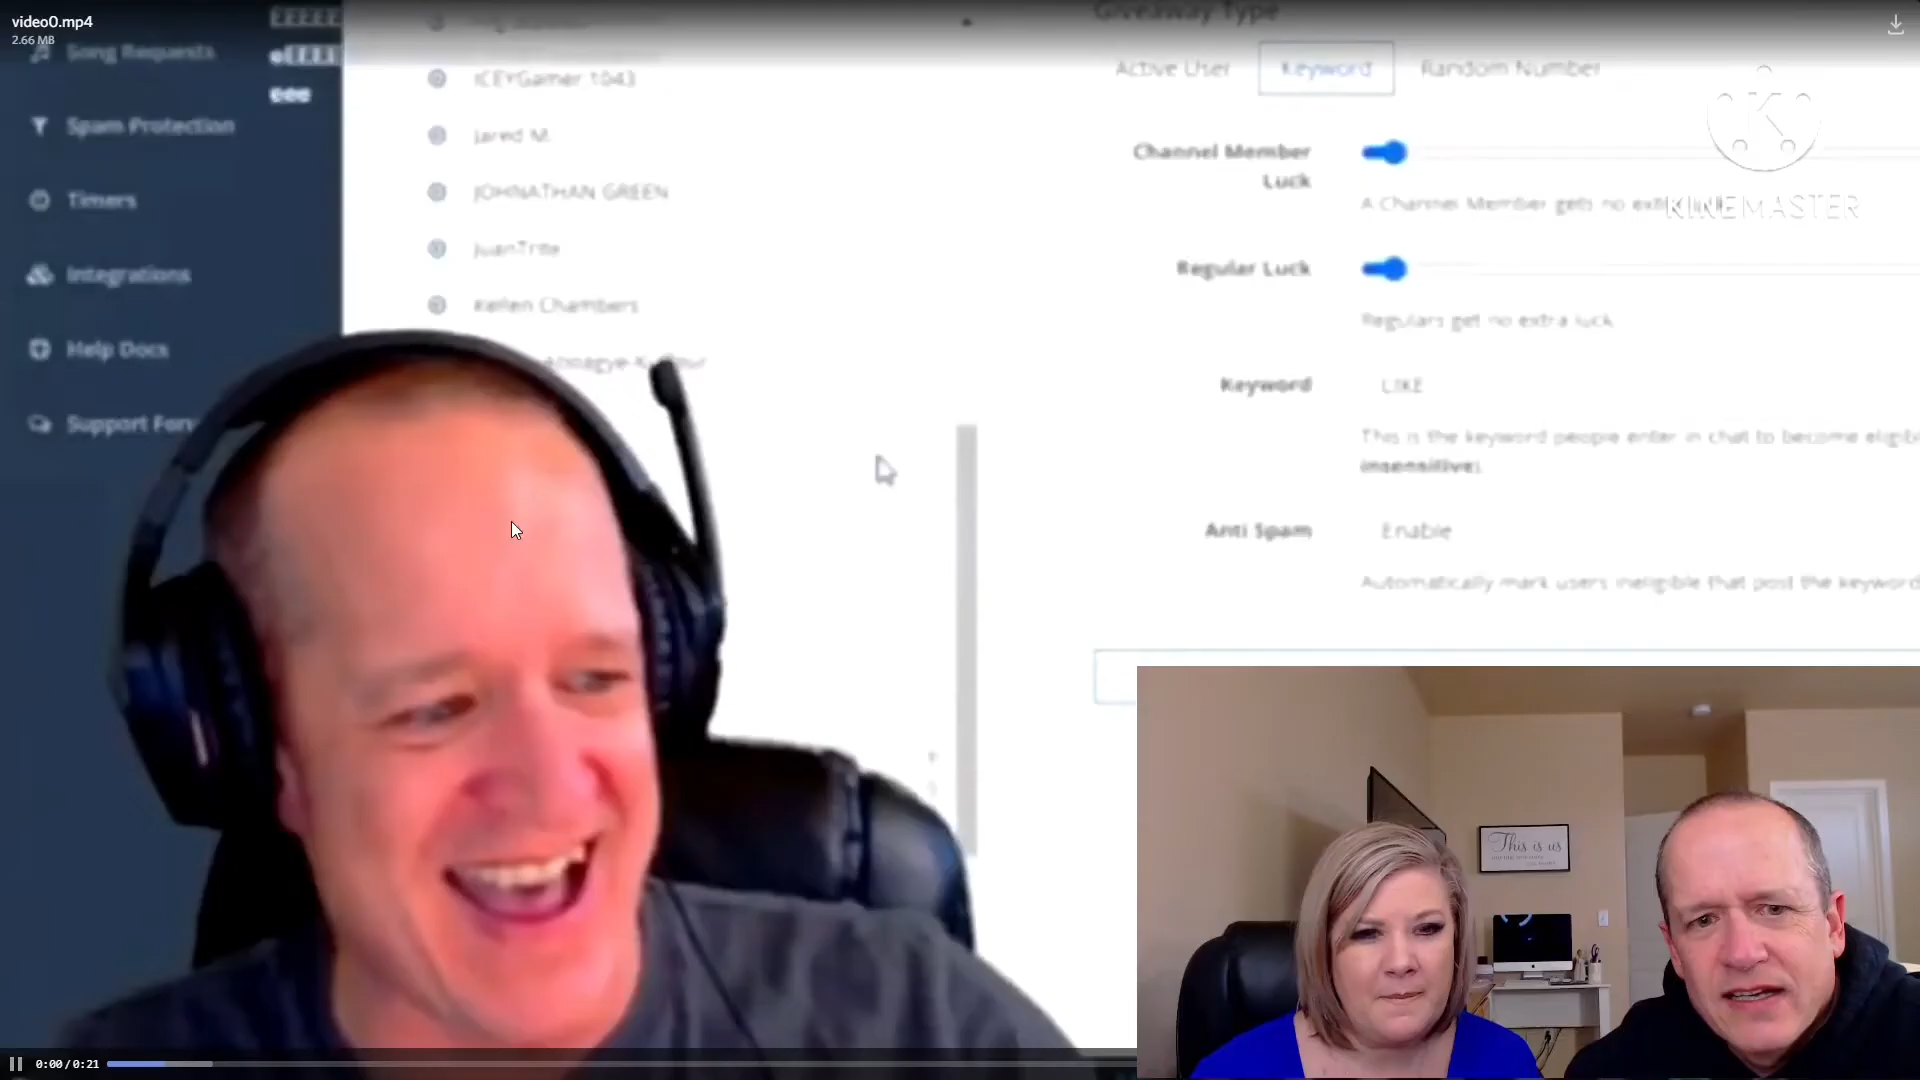 video0.mp4
2.66 MB
Song Requests
Spam Protection
Timers
Integrations
Help Docs
Support
eee
ICEYGamer 1043
Jared M.
JOHNATHAN GREEN
JuanTrite
Kellen Chambers
Giveaway Type
Active User
Keyword
Random Number
Channel Member
Luck
A Channel Member gets no
Regular Luck
Regulars get no extra luck
Keyword
LIKE
This is the keyword people enter in chat to become
insensitive)
Anti Spam
Enable
Automatically mark users ineligible that post the keyword
KINEMASTER
This is us
0:00 / 0:21